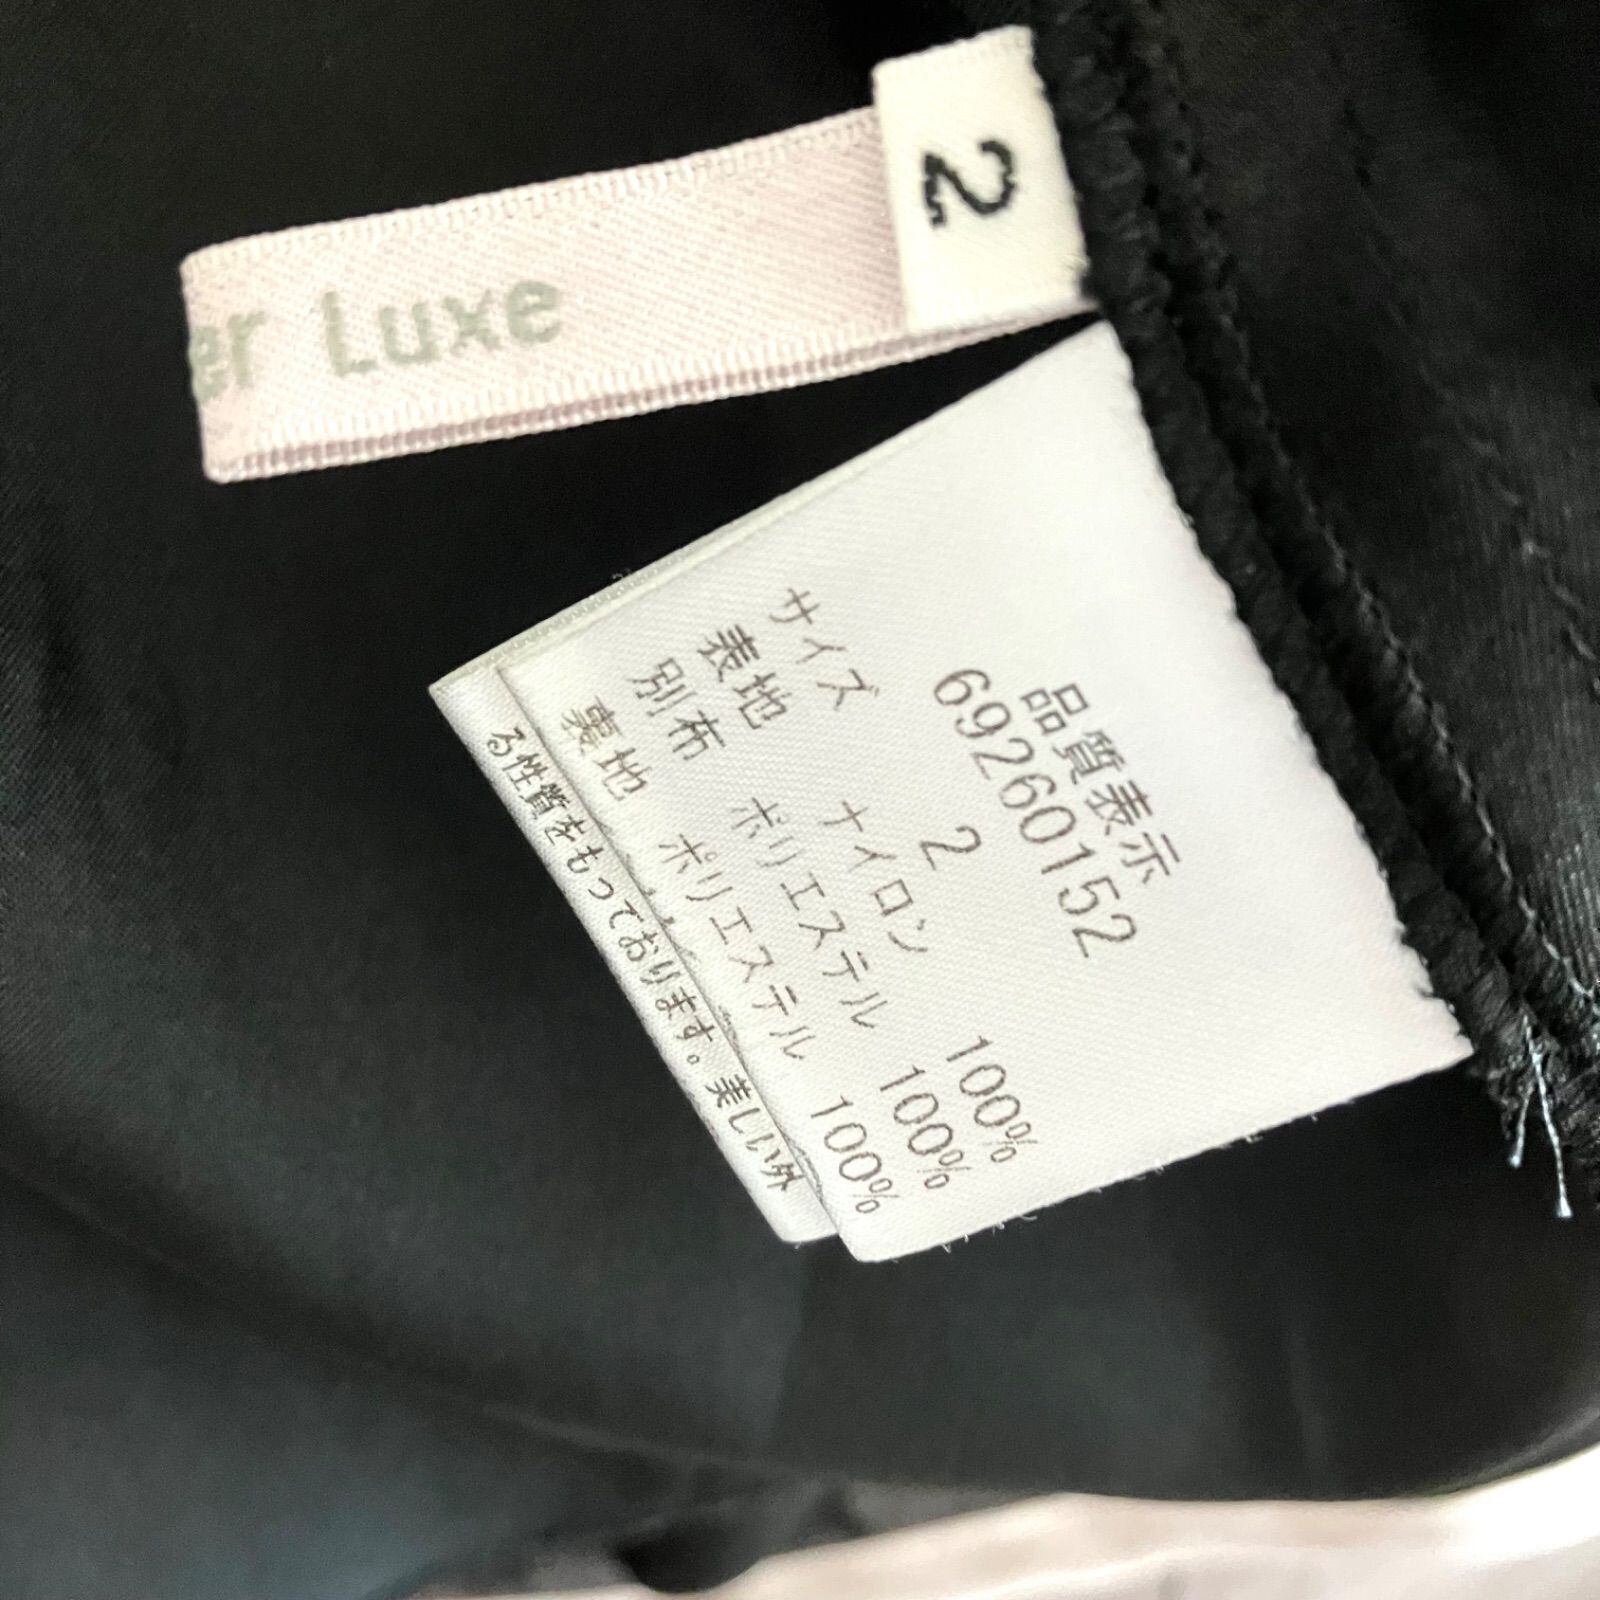 2
er Luxe
品質表示
69260152
サイズ 2
表地 ナイロン 100%
別布 ポリエステル 100%
裏地 ポリエステル 100%
る性質をもっております。美しい外